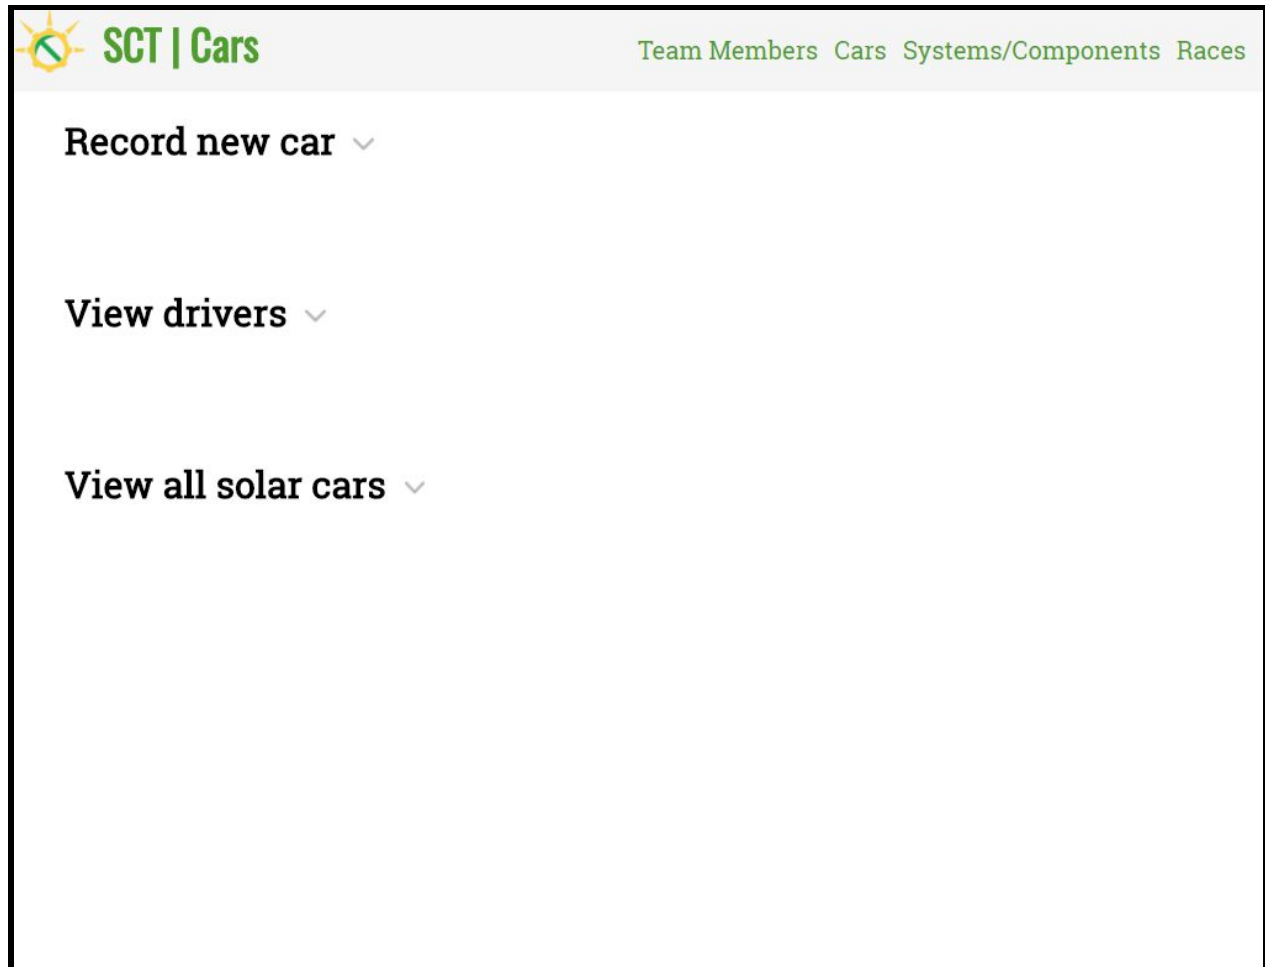 SCT | Cars
Team Members Cars Systems/Components Races
Record new car
View drivers
View all solar cars